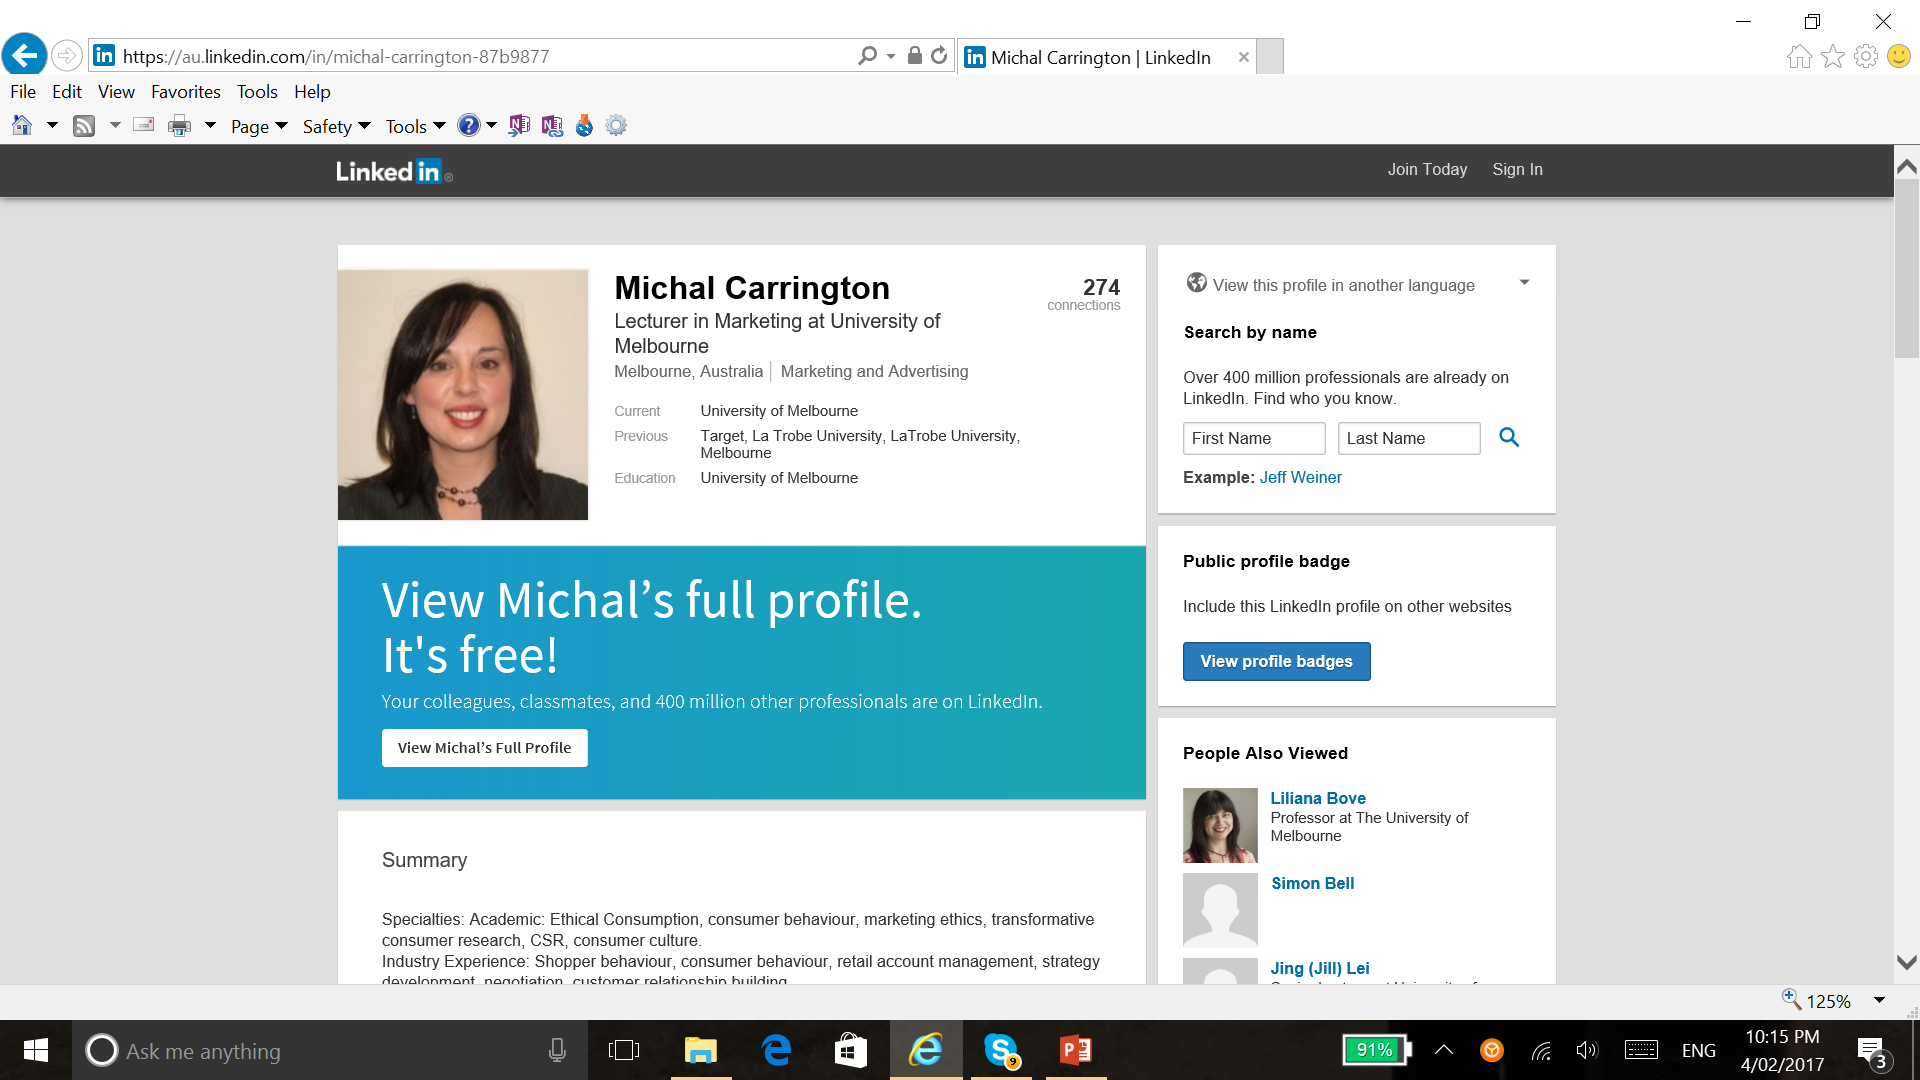 https://au.linkedin.com/in/michal-carrington-87b9877
Michal Carrington | LinkedIn
File Edit View Favorites Tools Help
Page Safety Tools
Linked in
Join Today Sign In
Michal Carrington
274
connections
Lecturer in Marketing at University of
Melbourne
Melbourne, Australia Marketing and Advertising
Current University of Melbourne
Previous Target, La Trobe University, LaTrobe University,
Melbourne
Education University of Melbourne
View Michal’s full profile.
It's free!
Your colleagues, classmates, and 400 million other professionals are on LinkedIn.
View Michal’s Full Profile
Summary
Specialties: Academic: Ethical Consumption, consumer behaviour, marketing ethics, transformative
consumer research, CSR, consumer culture.
Industry Experience: Shopper behaviour, consumer behaviour, retail account management, strategy
development, negotiation, customer relationship building
View this profile in another language
Search by name
Over 400 million professionals are already on
LinkedIn. Find who you know.
First Name Last Name
Example: Jeff Weiner
Public profile badge
Include this LinkedIn profile on other websites
View profile badges
People Also Viewed
Liliana Bove
Professor at The University of
Melbourne
Simon Bell
Jing (Jill) Lei
125%
Ask me anything
9
91%
ENG
10:15 PM
4/02/2017
3